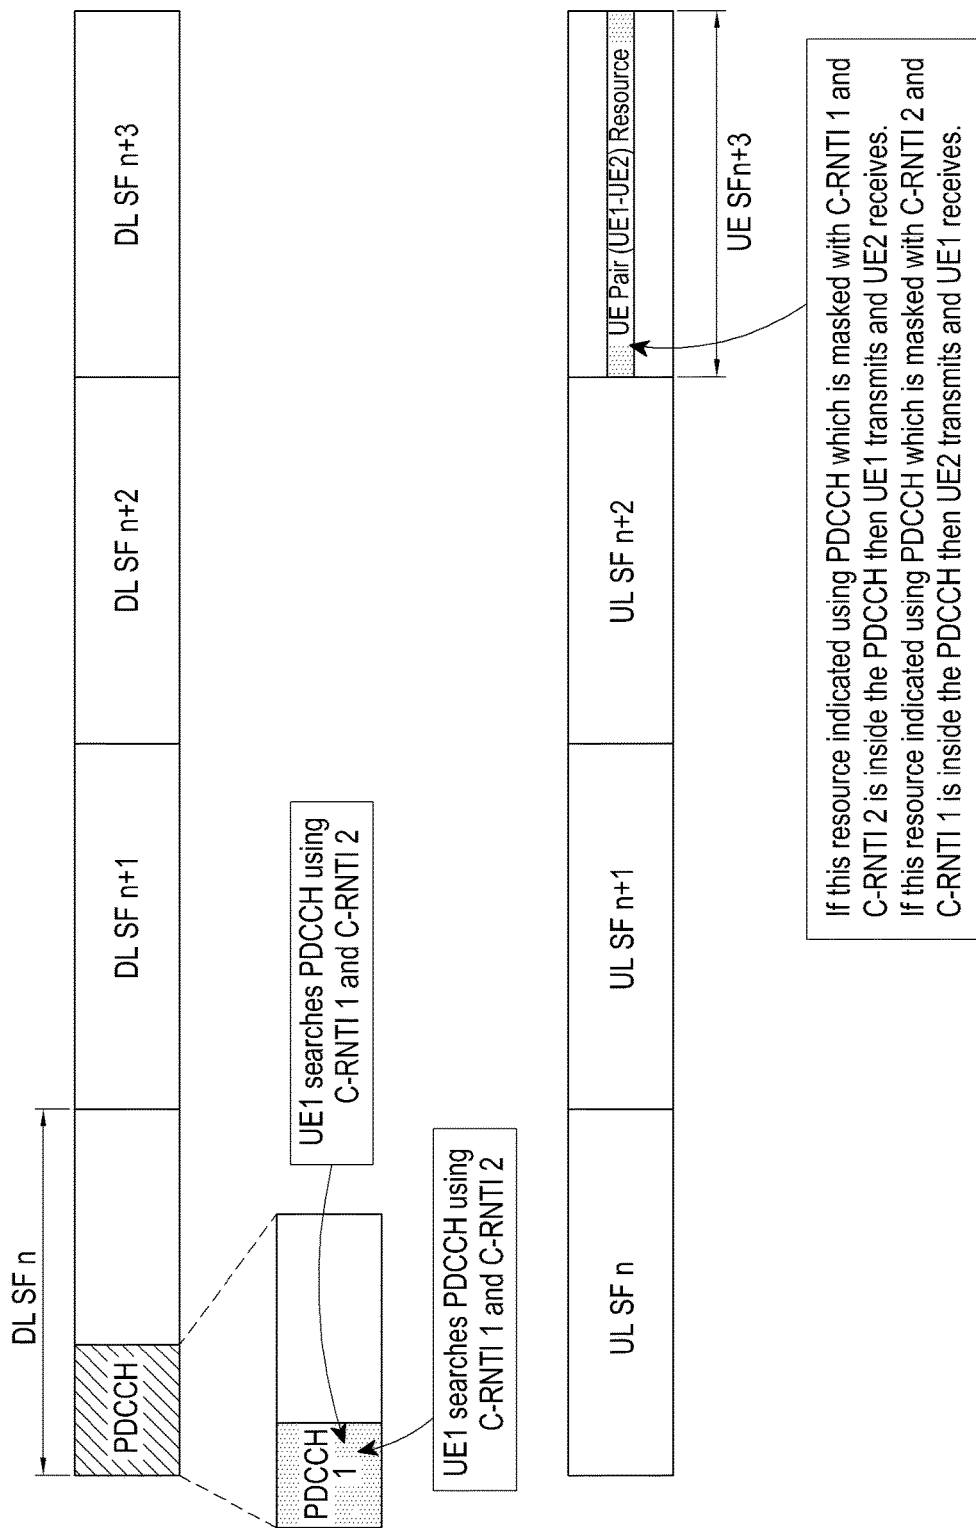 DL SF n
PDCCH
DL SF n+1
DL SF n+2
DL SF n+3
PDCCH
1
UE1 searches PDCCH using
C-RNTI 1 and C-RNTI 2
UE1 searches PDCCH using
C-RNTI 1 and C-RNTI 2
UL SF n
UL SF n+1
UL SF n+2
UE Pair (UE1-UE2) Resource
UE SFn+3
If this resource indicated using PDCCH which is masked with C-RNTI 1 and
C-RNTI 2 is inside the PDCCH then UE1 transmits and UE2 receives.
If this resource indicated using PDCCH which is masked with C-RNTI 2 and
C-RNTI 1 is inside the PDCCH then UE2 transmits and UE1 receives.